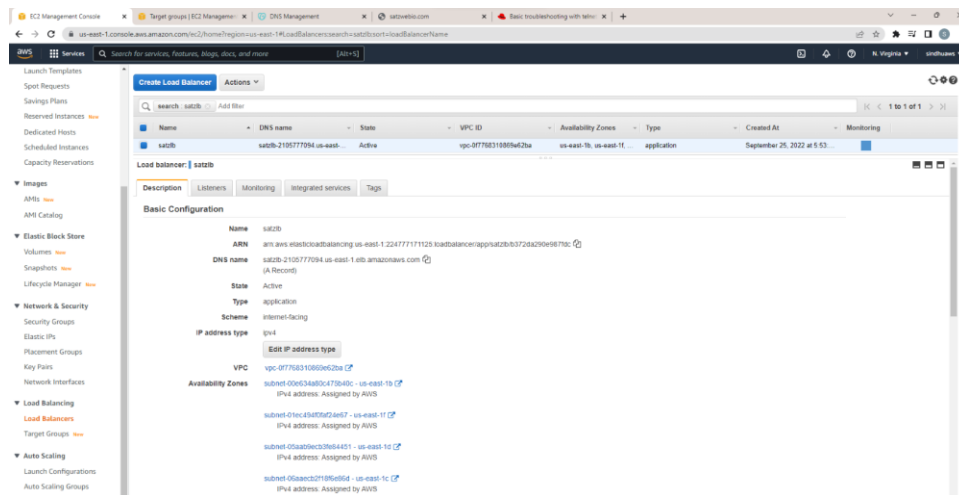 EC2 Management Console
Target groups | EC2 Managemen
DNS Management
satzwebio.com
Basic troubleshooting with telne
us-east-1.console.aws.amazon.com/ec2/home?region=us-east-1#LoadBalancers:search=satzlb;sort=loadBalancerName
aws Services Search for services, features, blogs, docs, and more [Alt+S] N. Virginia sindhuaws
Launch Templates
Spot Requests
Savings Plans
Reserved Instances New
Dedicated Hosts
Scheduled Instances
Capacity Reservations
Images
AMIs New
AMI Catalog
Elastic Block Store
Volumes New
Snapshots New
Lifecycle Manager New
Network & Security
Security Groups
Elastic IPs
Placement Groups
Key Pairs
Network Interfaces
Load Balancing
Load Balancers
Target Groups New
Auto Scaling
Launch Configurations
Auto Scaling Groups
Create Load Balancer Actions
search : satzlb Add filter 1 to 1 of 1
Name DNS name State VPC ID Availability Zones Type Created At Monitoring
satzlb satzlb-2105777094.us-east-... Active vpc-0f7768310869e62ba us-east-1b, us-east-1f, ... application September 25, 2022 at 5:53:...
Load balancer: satzlb
Description Listeners Monitoring Integrated services Tags
Basic Configuration
Name satzlb
ARN arn:aws:elasticloadbalancing:us-east-1:224777171125:loadbalancer/app/satzlb/b372da290e987fdc
DNS name satzlb-2105777094.us-east-1.elb.amazonaws.com
(A Record)
State Active
Type application
Scheme internet-facing
IP address type ipv4
Edit IP address type
VPC vpc-0f7768310869e62ba
Availability Zones subnet-00e634a80c475b40c - us-east-1b
IPv4 address: Assigned by AWS
subnet-01ec494f0faf24e67 - us-east-1f
IPv4 address: Assigned by AWS
subnet-05aab9ecb3fe84451 - us-east-1d
IPv4 address: Assigned by AWS
subnet-06aaecb2f18f6e86d - us-east-1c
IPv4 address: Assigned by AWS